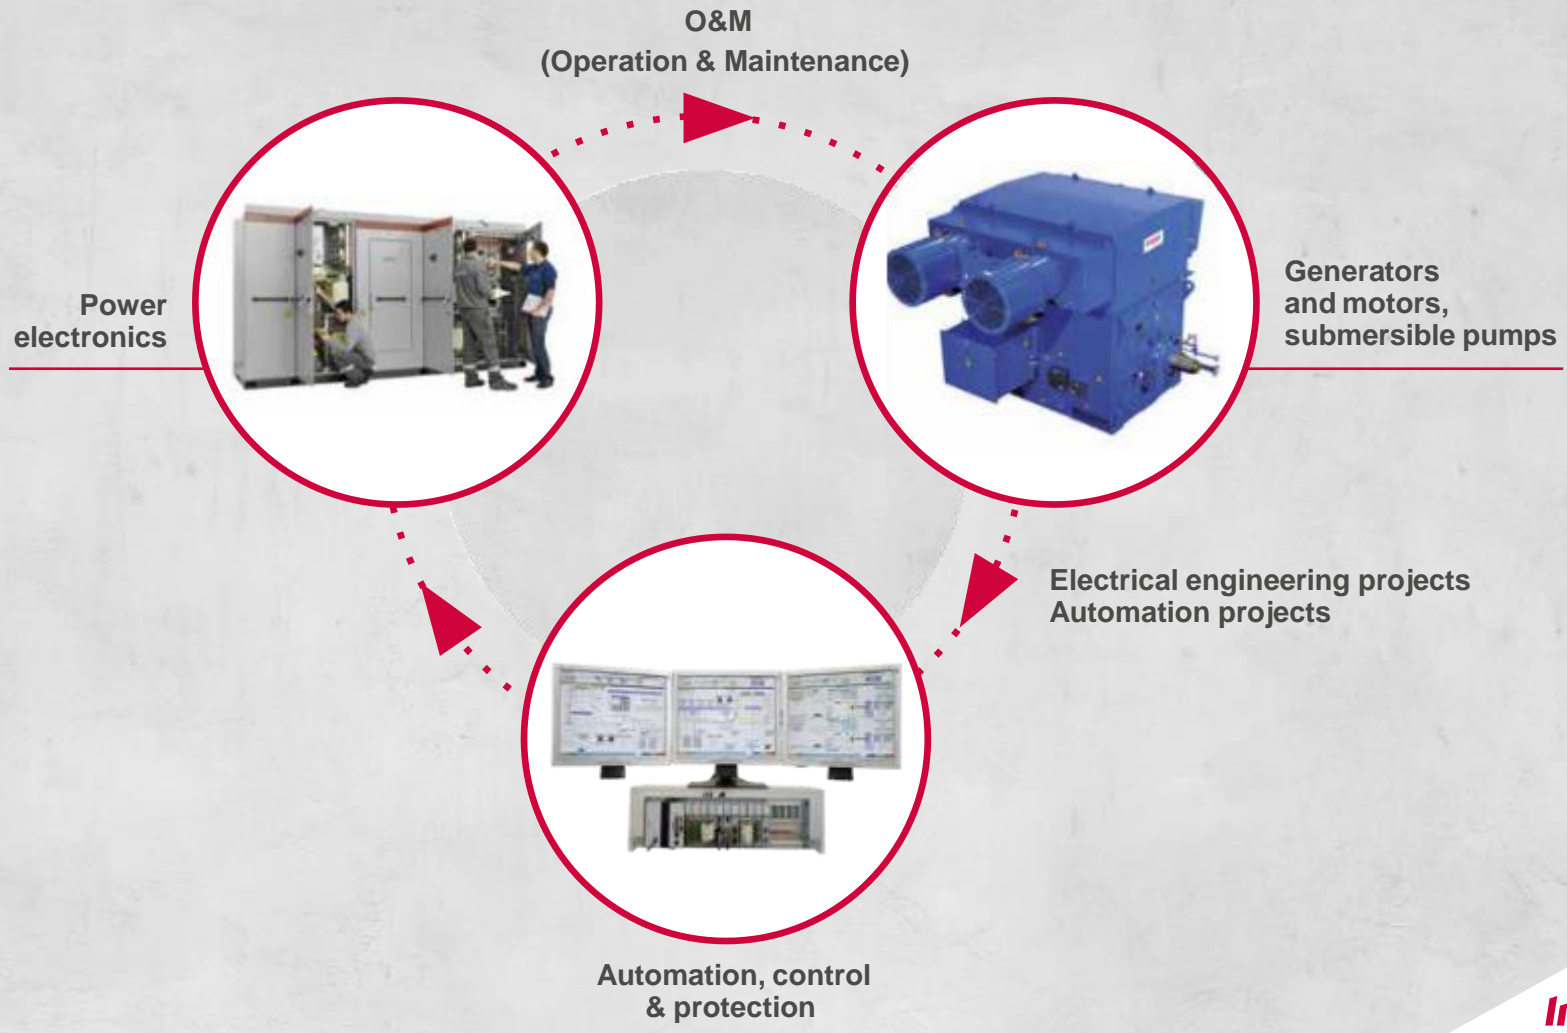 O&M
(Operation & Maintenance)
Power
electronics
Generators
and motors,
submersible pumps
Electrical engineering projects
Automation projects
Automation, control
& protection